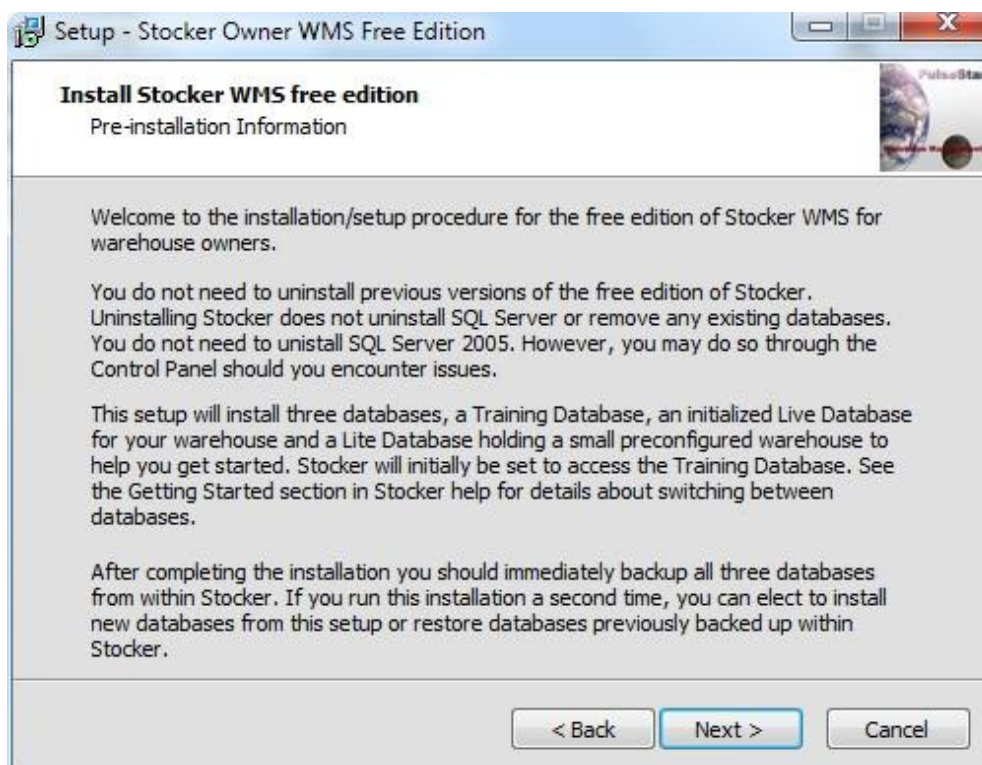 Setup - Stocker Owner WMS Free Edition
Install Stocker WMS free edition
Pre-installation Information
Welcome to the installation/setup procedure for the free edition of Stocker WMS for
warehouse owners.
You do not need to uninstall previous versions of the free edition of Stocker.
Uninstalling Stocker does not uninstall SQL Server or remove any existing databases.
You do not need to unistall SQL Server 2005. However, you may do so through the
Control Panel should you encounter issues.
This setup will install three databases, a Training Database, an initialized Live Database
for your warehouse and a Lite Database holding a small preconfigured warehouse to
help you get started. Stocker will initially be set to access the Training Database. See
the Getting Started section in Stocker help for details about switching between
databases.
After completing the installation you should immediately backup all three databases
from within Stocker. If you run this installation a second time, you can elect to install
new databases from this setup or restore databases previously backed up within
Stocker.
< Back Next > Cancel